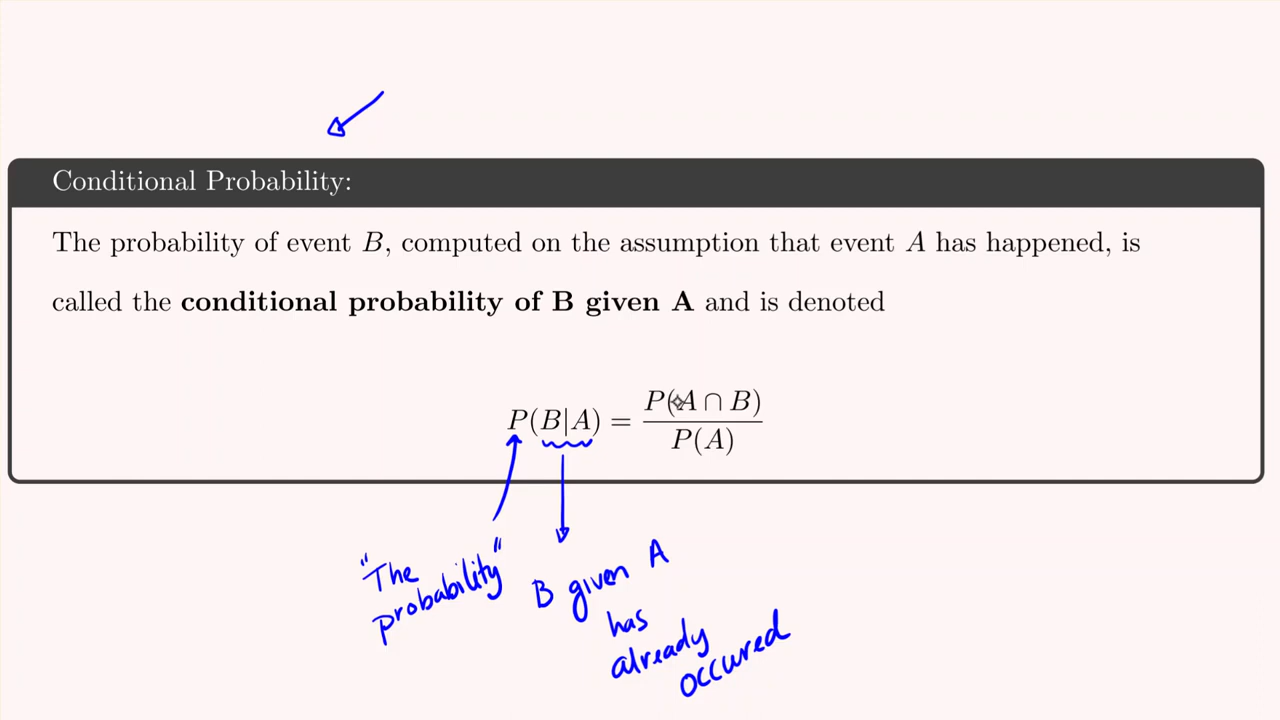 Conditional Probability:
The probability of event B, computed on the assumption that event A has happened, is
called the conditional probability of B given A and is denoted
P(B|A) = P(A ∩ B) / P(A)
"The
probability"
B given A
has
already
occured